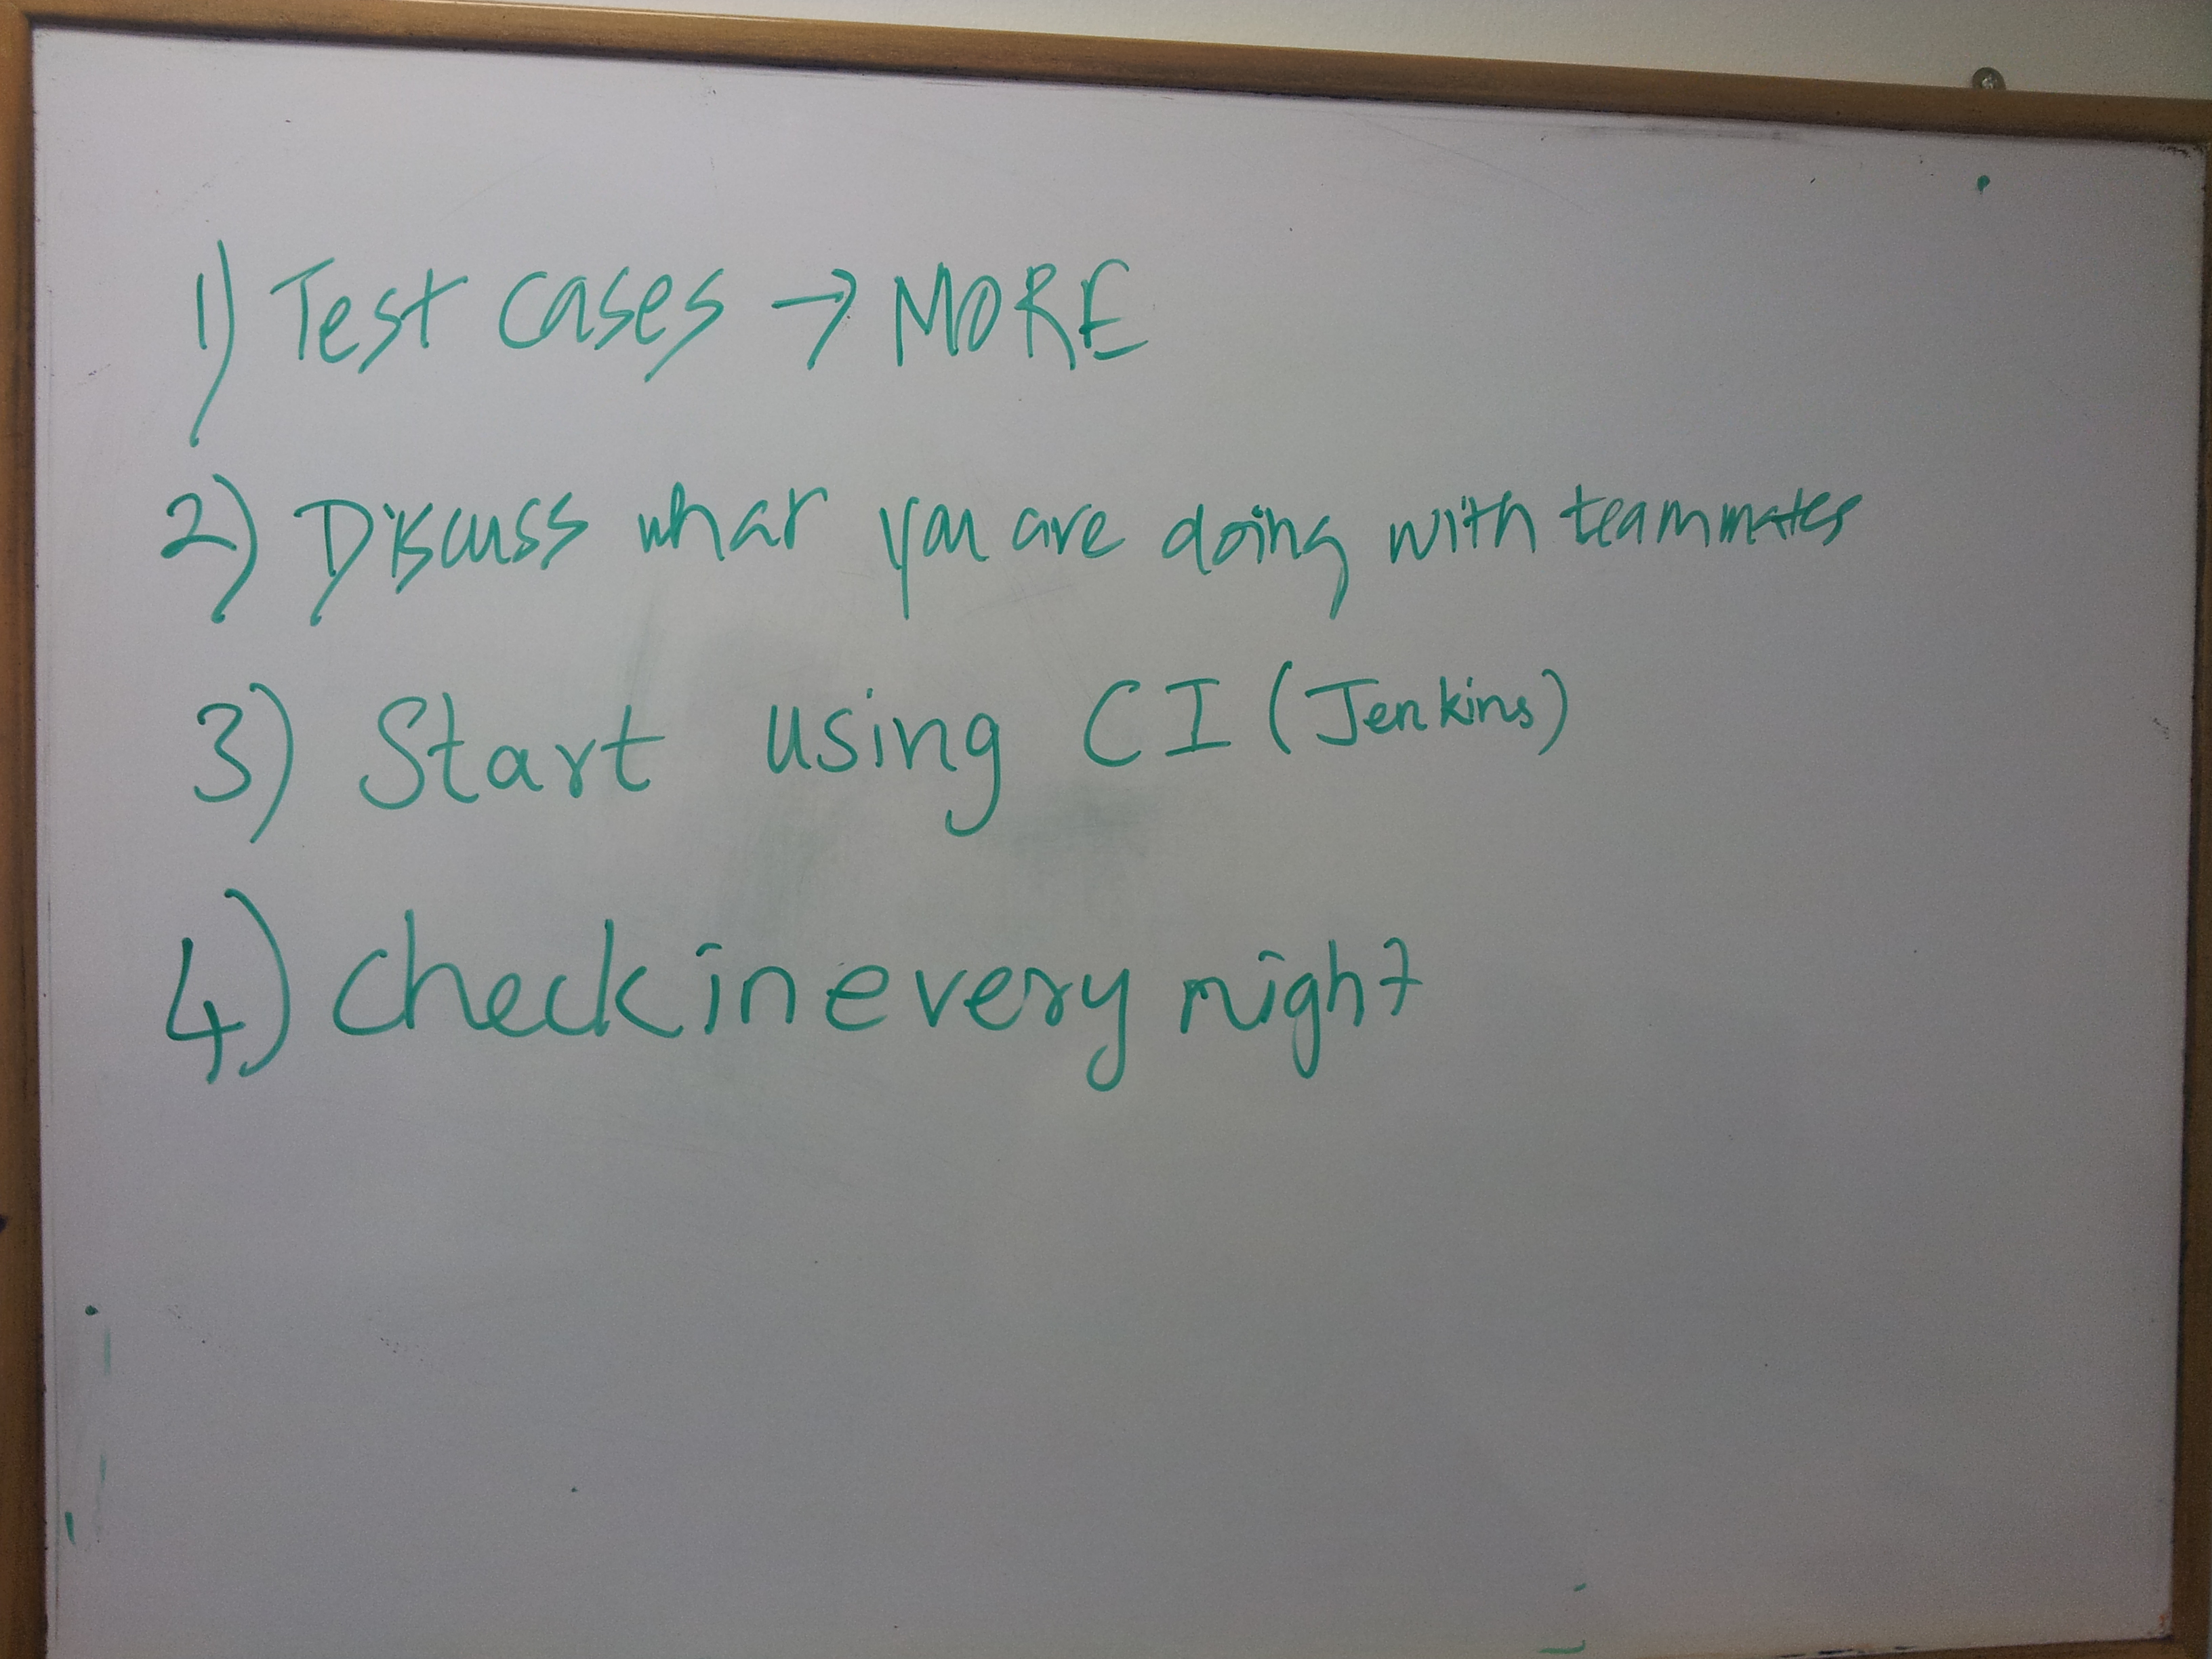 1) Test cases → MORE
2) Discuss what you are doing with teammates
3) Start using CI (Jenkins)
4) Check in every night